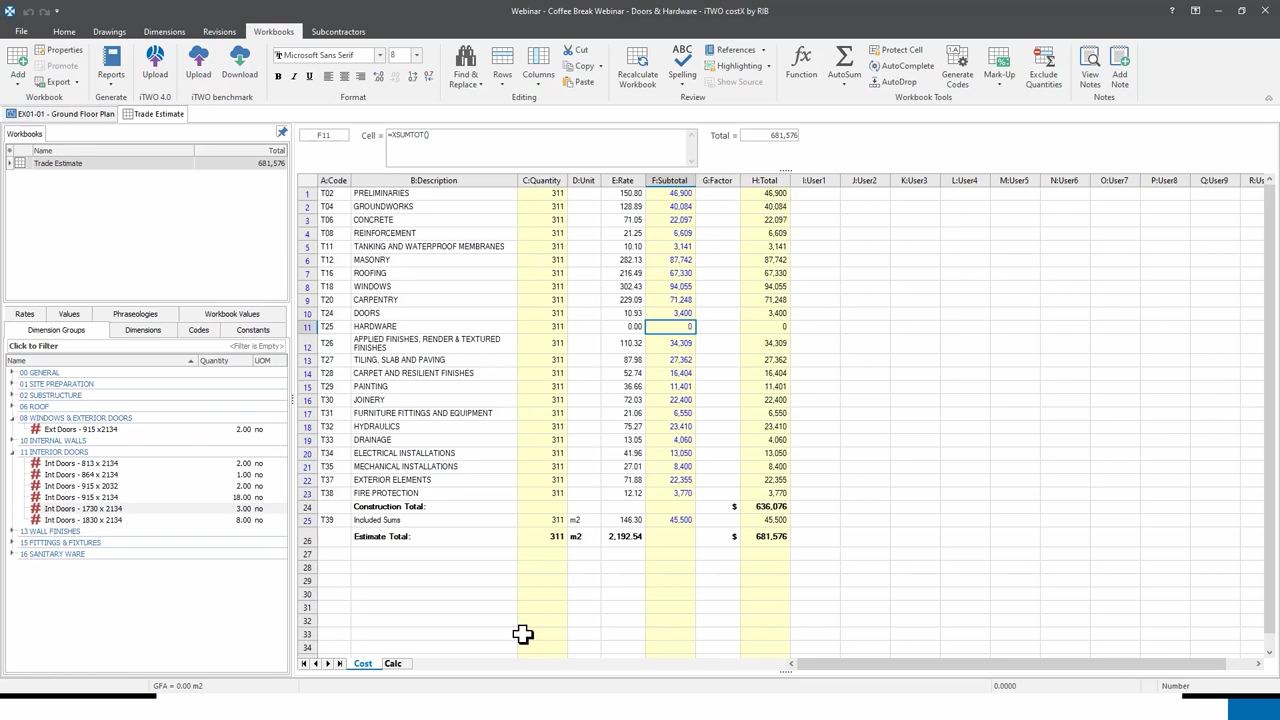 Webinar - Coffee Break Webinar - Doors & Hardware - iTWO costX by RIB
File Home Drawings Dimensions Revisions Workbooks Subcontractors
Add
Properties
Promote
Export
Workbook
Reports
Generate
Upload
iTWO 4.0
Upload Download
iTWO benchmark
Microsoft Sans Serif 8
B I U
Format
Find & Replace
Rows
Columns
Cut
Copy
Paste
Editing
Recalculate Workbook
ABC
Spelling
References
Highlighting
Show Source
Review
Function
AutoSum
Protect Cell
AutoComplete
AutoDrop
Generate Codes
Mark-Up
Exclude Quantities
Workbook Tools
View Notes
Add Note
Notes
EX01-01 - Ground Floor Plan Trade Estimate
Workbooks
Name Total
Trade Estimate 681,576
Rates Values Phraseologies Workbook Values
Dimension Groups Dimensions Codes Constants
Click to Filter <Filter is Empty>
Name Quantity UOM
00 GENERAL
01 SITE PREPARATION
02 SUBSTRUCTURE
06 ROOF
08 WINDOWS & EXTERIOR DOORS
Ext Doors - 915 x2134 2.00 no
10 INTERNAL WALLS
11 INTERIOR DOORS
Int Doors - 813 x 2134 2.00 no
Int Doors - 864 x 2134 1.00 no
Int Doors - 915 x 2032 2.00 no
Int Doors - 915 x 2134 18.00 no
Int Doors - 1730 x 2134 3.00 no
Int Doors - 1830 x 2134 8.00 no
13 WALL FINISHES
15 FITTINGS & FIXTURES
16 SANITARY WARE
F11 Cell = =XSUMTOT() Total = 681,576
A:Code B:Description C:Quantity D:Unit E:Rate F:Subtotal G:Factor H:Total I:User1 J:User2 K:User3 L:User4 M:User5 N:User6 O:User7 P:User8 Q:User9 R:Us
1 T02 PRELIMINARIES 311 150.80 46,900 46,900
2 T04 GROUNDWORKS 311 128.89 40,084 40,084
3 T06 CONCRETE 311 71.05 22,097 22,097
4 T08 REINFORCEMENT 311 21.25 6,609 6,609
5 T11 TANKING AND WATERPROOF MEMBRANES 311 10.10 3,141 3,141
6 T12 MASONRY 311 282.13 87,742 87,742
7 T16 ROOFING 311 216.49 67,330 67,330
8 T18 WINDOWS 311 302.43 94,055 94,055
9 T20 CARPENTRY 311 229.09 71,248 71,248
10 T24 DOORS 311 10.93 3,400 3,400
11 T25 HARDWARE 311 0.00 0 0
12 T26 APPLIED FINISHES, RENDER & TEXTURED FINISHES 311 110.32 34,309 34,309
13 T27 TILING, SLAB AND PAVING 311 87.98 27,362 27,362
14 T28 CARPET AND RESILIENT FINISHES 311 52.74 16,404 16,404
15 T29 PAINTING 311 36.66 11,401 11,401
16 T30 JOINERY 311 72.03 22,400 22,400
17 T31 FURNITURE FITTINGS AND EQUIPMENT 311 21.06 6,550 6,550
18 T32 HYDRAULICS 311 75.27 23,410 23,410
19 T33 DRAINAGE 311 13.05 4,060 4,060
20 T34 ELECTRICAL INSTALLATIONS 311 41.96 13,050 13,050
21 T35 MECHANICAL INSTALLATIONS 311 27.01 8,400 8,400
22 T37 EXTERIOR ELEMENTS 311 71.88 22,355 22,355
23 T38 FIRE PROTECTION 311 12.12 3,770 3,770
24 Construction Total: $ 636,076
25 T39 Included Sums 311 m2 146.30 45,500 45,500
26 Estimate Total: 311 m2 2,192.54 $ 681,576
27
28
29
30
31
32
33
34
Cost Calc
GFA = 0.00 m2 0.0000 Number